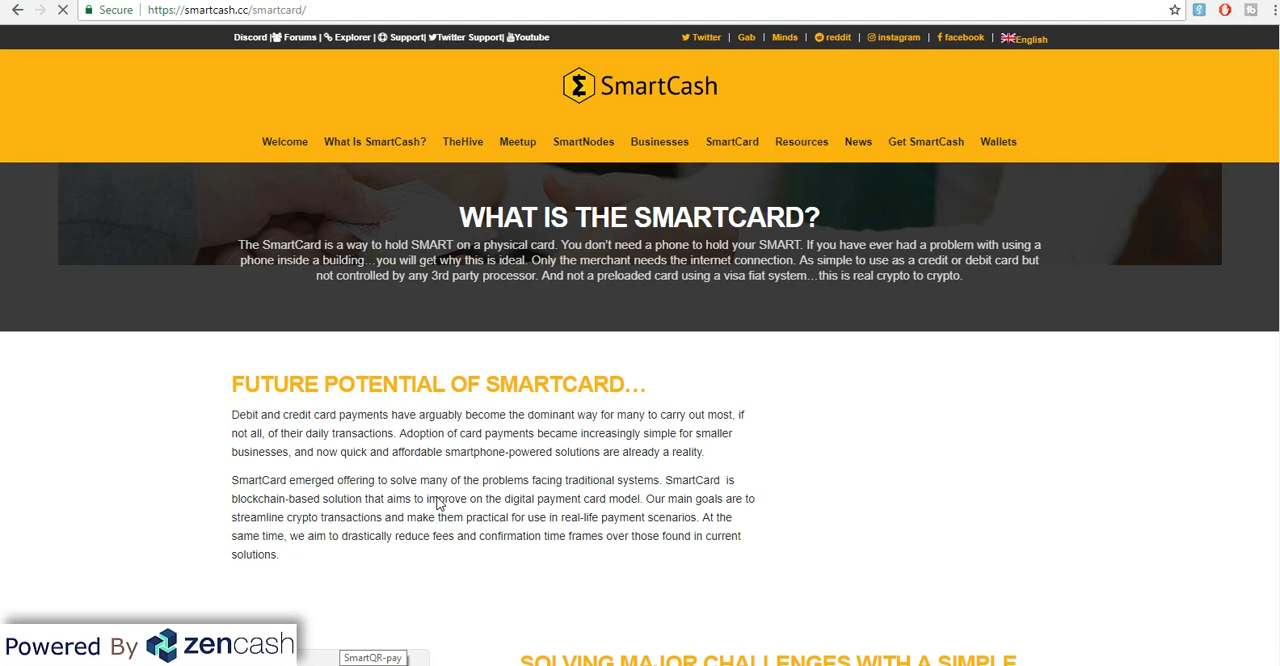 Secure
https://smartcash.cc/smartcard/
Discord | Forums | Explorer | Support| Twitter Support| Youtube
Twitter | Gab | Minds | reddit | instagram | facebook | English
SmartCash
Welcome What Is SmartCash? TheHive Meetup SmartNodes Businesses SmartCard Resources News Get SmartCash Wallets
WHAT IS THE SMARTCARD?
The SmartCard is a way to hold SMART on a physical card. You don't need a phone to hold your SMART. If you have ever had a problem with using a
phone inside a building…you will get why this is ideal. Only the merchant needs the internet connection. As simple to use as a credit or debit card but
not controlled by any 3rd party processor. And not a preloaded card using a visa fiat system…this is real crypto to crypto.
FUTURE POTENTIAL OF SMARTCARD…
Debit and credit card payments have arguably become the dominant way for many to carry out most, if
not all, of their daily transactions. Adoption of card payments became increasingly simple for smaller
businesses, and now quick and affordable smartphone-powered solutions are already a reality.
SmartCard emerged offering to solve many of the problems facing traditional systems. SmartCard is
blockchain-based solution that aims to improve on the digital payment card model. Our main goals are to
streamline crypto transactions and make them practical for use in real-life payment scenarios. At the
same time, we aim to drastically reduce fees and confirmation time frames over those found in current
solutions.
Powered By zencash
SmartQR-pay
SOLVING MAJOR CHALLENGES WITH A SIMPLE